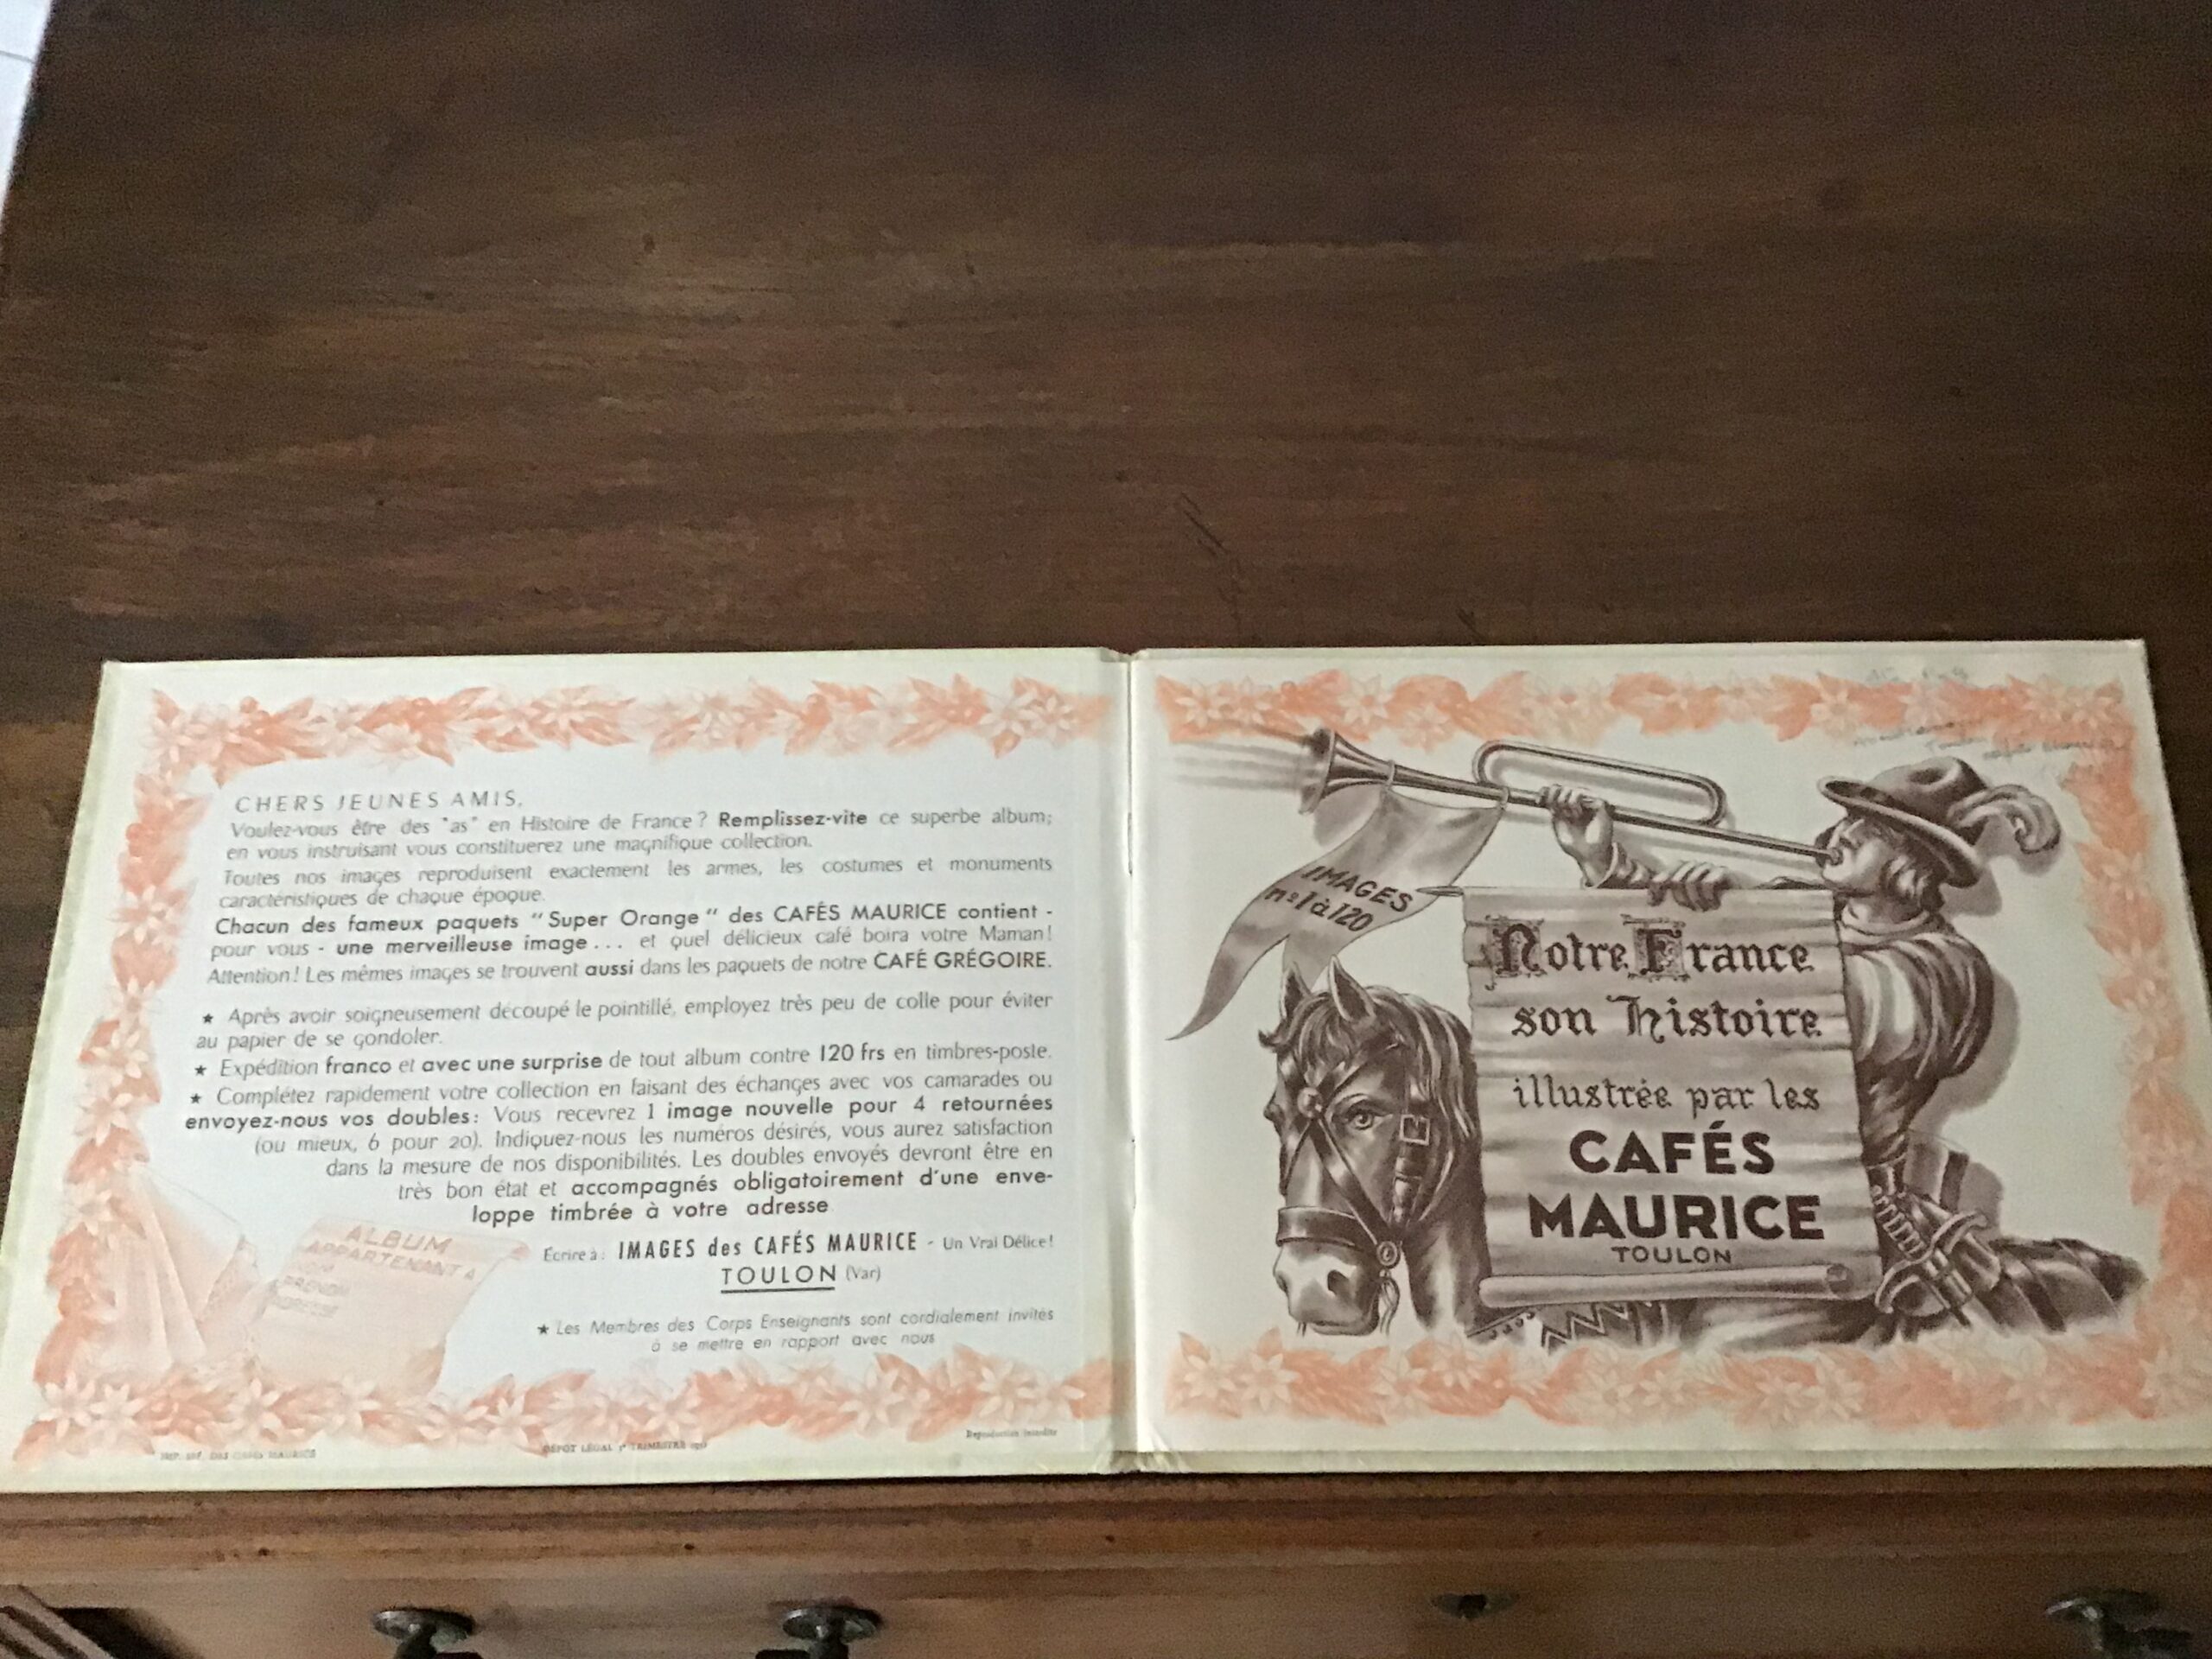 CHERS JEUNES AMIS,
Voulez-vous être des "as" en Histoire de France ? Remplissez-vite ce superbe album;
en vous instruisant vous constituerez une magnifique collection.
Toutes nos images reproduisent exactement les armes, les costumes et monuments
caractéristiques de chaque époque.
Chacun des fameux paquets "Super Orange" des CAFÉS MAURICE contient -
pour vous - une merveilleuse image... et quel délicieux café boira votre Maman!
Attention! Les mêmes images se trouvent aussi dans les paquets de notre CAFÉ GRÉGOIRE.
★ Après avoir soigneusement découpé le pointillé, employez très peu de colle pour éviter
au papier de se gondoler.
★ Expédition franco et avec une surprise de tout album contre 120 frs en timbres-poste.
★ Complétez rapidement votre collection en faisant des échanges avec vos camarades ou
envoyez-nous vos doubles: Vous recevrez 1 image nouvelle pour 4 retournées
(ou mieux, 6 pour 20). Indiquez-nous les numéros désirés, vous aurez satisfaction
dans la mesure de nos disponibilités. Les doubles envoyés devront être en
très bon état et accompagnés obligatoirement d'une enve-
loppe timbrée à votre adresse
Écrire à: IMAGES des CAFÉS MAURICE - Un Vrai Délice!
TOULON (Var)
★ Les Membres des Corps Enseignants sont cordialement invités
à se mettre en rapport avec nous
ALBUM
APPARTENANT A
NOM
PRENOM
ADRESSE
DÉPOT LÉGAL TRIMESTRE
Reproduction interdite
IMAGES
nos 1 à 120
Notre France
son histoire
illustrée par les
CAFÉS
MAURICE
TOULON